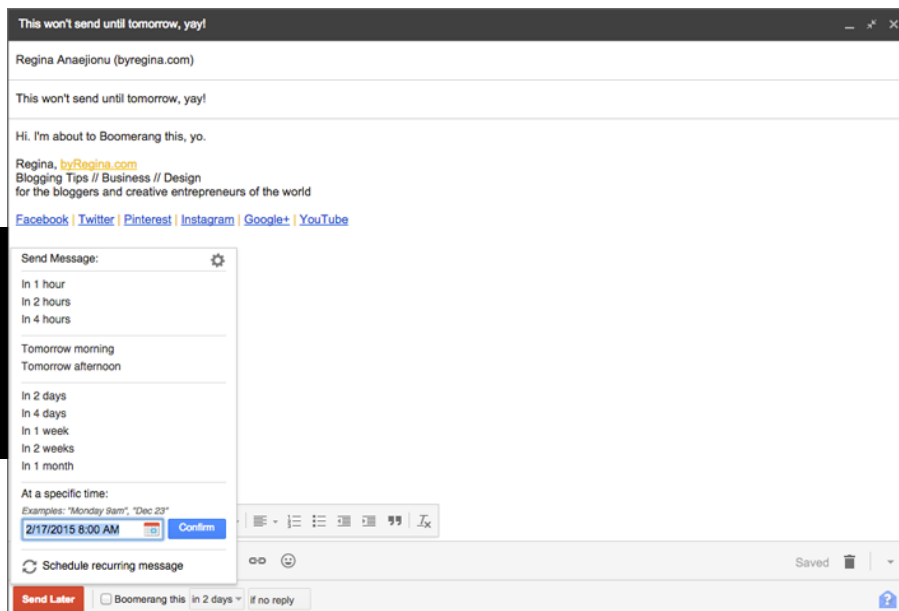 This won't send until tomorrow, yay!
Regina Anaejionu (byregina.com)
This won't send until tomorrow, yay!
Hi. I'm about to Boomerang this, yo.
Regina, byRegina.com
Blogging Tips // Business // Design
for the bloggers and creative entrepreneurs of the world
Facebook | Twitter | Pinterest | Instagram | Google+ | YouTube
Send Message:
In 1 hour
In 2 hours
In 4 hours
Tomorrow morning
Tomorrow afternoon
In 2 days
In 4 days
In 1 week
In 2 weeks
In 1 month
At a specific time:
Examples: "Monday 9am", "Dec 23"
2/17/2015 8:00 AM Confirm
Schedule recurring message
Saved
Send Later Boomerang this in 2 days if no reply